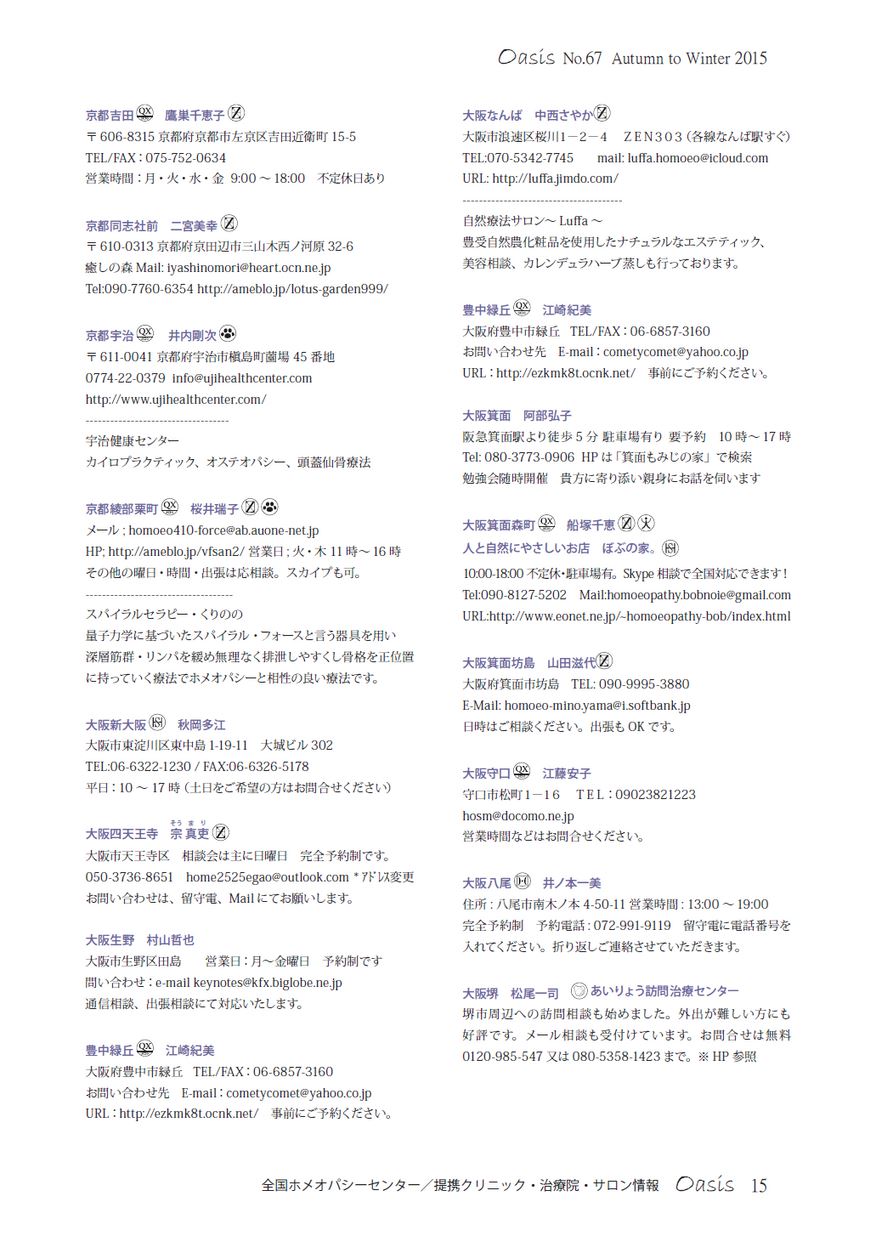 Oasis No.67 Autumn to Winter 2015
京都吉田 QX 鷹巣千恵子 Z
〒606-8315 京都府京都市左京区吉田近衛町 15-5
TEL/FAX：075-752-0634
営業時間：月・火・水・金 9:00 ～ 18:00　不定休日あり
京都同志社前　二宮美幸 Z
〒610-0313 京都府京田辺市三山木西ノ河原 32-6
癒しの森 Mail: iyashinomori@heart.ocn.ne.jp
Tel:090-7760-6354 http://ameblo.jp/lotus-garden999/
京都宇治 QX 井内剛次
〒611-0041 京都府宇治市槇島町薗場 45 番地
0774-22-0379 info@ujihealthcenter.com
http://www.ujihealthcenter.com/
-----------------------------------
宇治健康センター
カイロプラクティック、オステオパシー、頭蓋仙骨療法
京都綾部栗町 QX 桜井瑞子 Z
メール ; homoeo410-force@ab.auone-net.jp
HP; http://ameblo.jp/vfsan2/ 営業日 ; 火・木 11 時～ 16 時
その他の曜日・時間・出張は応相談。スカイプも可。
------------------------------------
スパイラルセラピー・くりのの
量子力学に基づいたスパイラル・フォースと言う器具を用い
深層筋群・リンパを緩め無理なく排泄しやすくし骨格を正位置
に持っていく療法でホメオパシーと相性の良い療法です。
大阪新大阪 秋岡多江
大阪市東淀川区東中島 1-19-11　大城ビル 302
TEL:06-6322-1230 / FAX:06-6326-5178
平日：10 ～ 17 時（土日をご希望の方はお問合せください）
そう ま り
大阪四天王寺　宗 真吏 Z
大阪市天王寺区　相談会は主に日曜日　完全予約制です。
050-3736-8651　home2525egao@outlook.com *ｱﾄﾞﾚｽ変更
お問い合わせは、留守電、Mail にてお願いします。
大阪生野　村山哲也
大阪市生野区田島　　営業日：月～金曜日　予約制です
問い合わせ：e-mail keynotes@kfx.biglobe.ne.jp
通信相談、出張相談にて対応いたします。
豊中緑丘 QX 江崎紀美
大阪府豊中市緑丘　TEL/FAX：06-6857-3160
お問い合わせ先　E-mail：cometycomet@yahoo.co.jp
URL：http://ezkmk8t.ocnk.net/　事前にご予約ください。
大阪なんば　中西さやか Z
大阪市浪速区桜川１－２－４　ＺＥＮ３０３（各線なんば駅すぐ）
TEL:070-5342-7745　mail: luffa.homoeo@icloud.com
URL: http://luffa.jimdo.com/
---------------------------------------
自然療法サロン～ Luffa ～
豊受自然農化粧品を使用したナチュラルなエステティック、
美容相談、カレンデュラハーブ蒸しも行っております。
豊中緑丘 QX 江崎紀美
大阪府豊中市緑丘　TEL/FAX：06-6857-3160
お問い合わせ先　E-mail：cometycomet@yahoo.co.jp
URL：http://ezkmk8t.ocnk.net/　事前にご予約ください。
大阪箕面　阿部弘子
阪急箕面駅より徒歩 5 分 駐車場有り 要予約　10 時～ 17 時
Tel: 080-3773-0906 HP は「箕面もみじの家」で検索
勉強会随時開催　貴方に寄り添い親身にお話を伺います
大阪箕面森町 QX 船塚千恵 Z
人と自然にやさしいお店　ぼぶの家。
10:00-18:00 不定休・駐車場有。Skype 相談で全国対応できます！
Tel:090-8127-5202　Mail:homoeopathy.bobnoie@gmail.com
URL:http://www.eonet.ne.jp/~homoeopathy-bob/index.html
大阪箕面坊島　山田滋代 Z
大阪府箕面市坊島　TEL: 090-9995-3880
E-Mail: homoeo-mino.yama@i.softbank.jp
日時はご相談ください。出張も OK です。
大阪守口 QX 江藤安子
守口市松町１－１６　ＴＥＬ：09023821223
hosm@docomo.ne.jp
営業時間などはお問合せください。
大阪八尾 井ノ本一美
住所 : 八尾市南木ノ本 4-50-11 営業時間 : 13:00 ～ 19:00
完全予約制　予約電話 : 072-991-9119　留守電に電話番号を
入れてください。折り返しご連絡させていただきます。
大阪堺　松尾一司　あいりょう訪問治療センター
堺市周辺への訪問相談も始めました。外出が難しい方にも
好評です。メール相談も受付けています。お問合せは無料
0120-985-547 又は 080-5358-1423 まで。※ HP 参照
全国ホメオパシーセンター／提携クリニック・治療院・サロン情報　Oasis　15